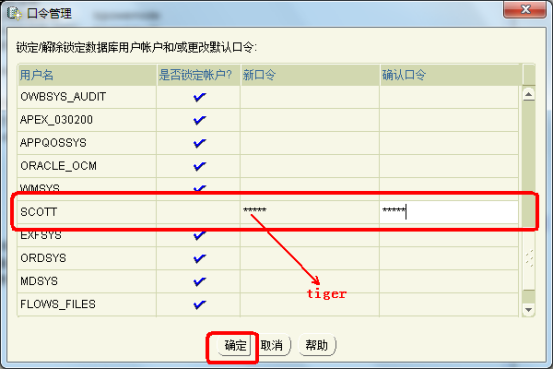 口令管理
锁定/解除锁定数据库用户帐户和/或更改默认口令:
用户名 是否锁定帐户? 新口令 确认口令
OWBSYS_AUDIT
APEX_030200
APPQOSSYS
ORACLE_OCM
WMSYS
SCOTT ***** *****
EXFSYS
ORDSYS
MDSYS
FLOWS_FILES
tiger
确定 取消 帮助